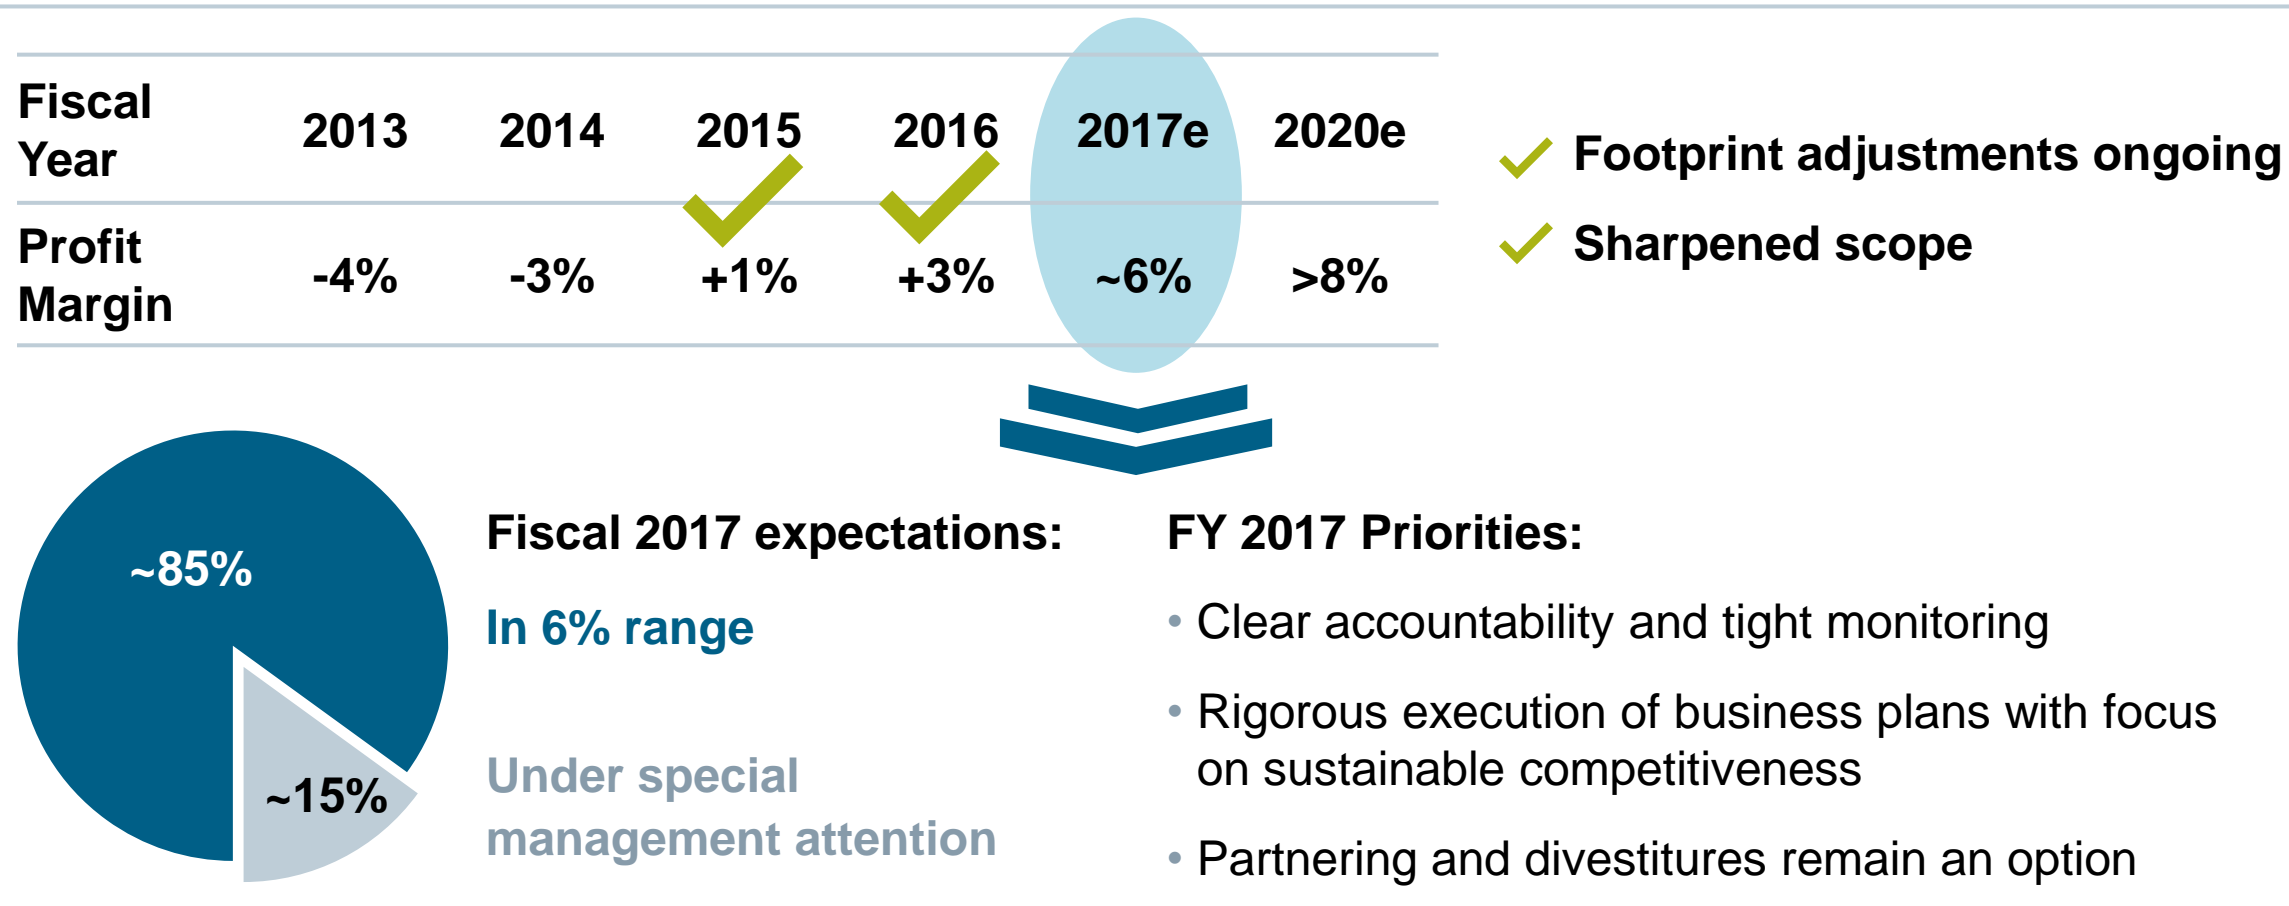 Fiscal
Year
2013 2014 2015 2016 2017e 2020e
Profit
Margin
-4% -3% +1% +3% ~6% >8%
Footprint adjustments ongoing
Sharpened scope
~85%
~15%
Fiscal 2017 expectations:
In 6% range
Under special
management attention
FY 2017 Priorities:
• Clear accountability and tight monitoring
• Rigorous execution of business plans with focus
on sustainable competitiveness
• Partnering and divestitures remain an option